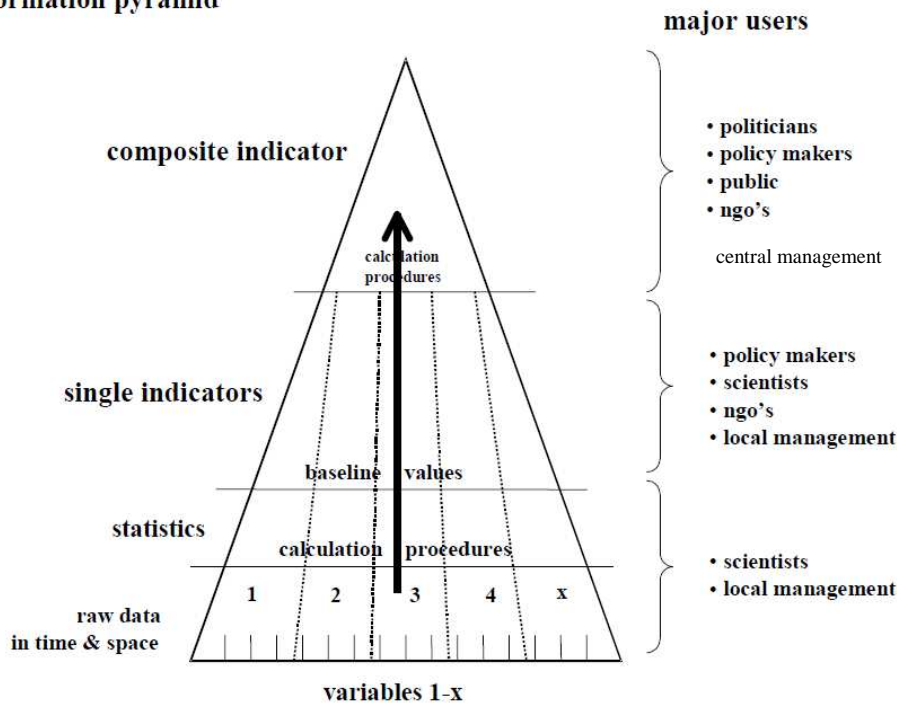 major users
composite indicator
• politicians
• policy makers
• public
• ngo's
central management
calculation
procedures
single indicators
• policy makers
• scientists
• ngo's
• local management
baseline values
statistics
calculation procedures
• scientists
• local management
1 2 3 4 x
raw data
in time & space
variables 1-x